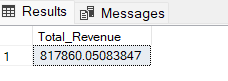 Results Messages
Total_Revenue
1 817860.05083847